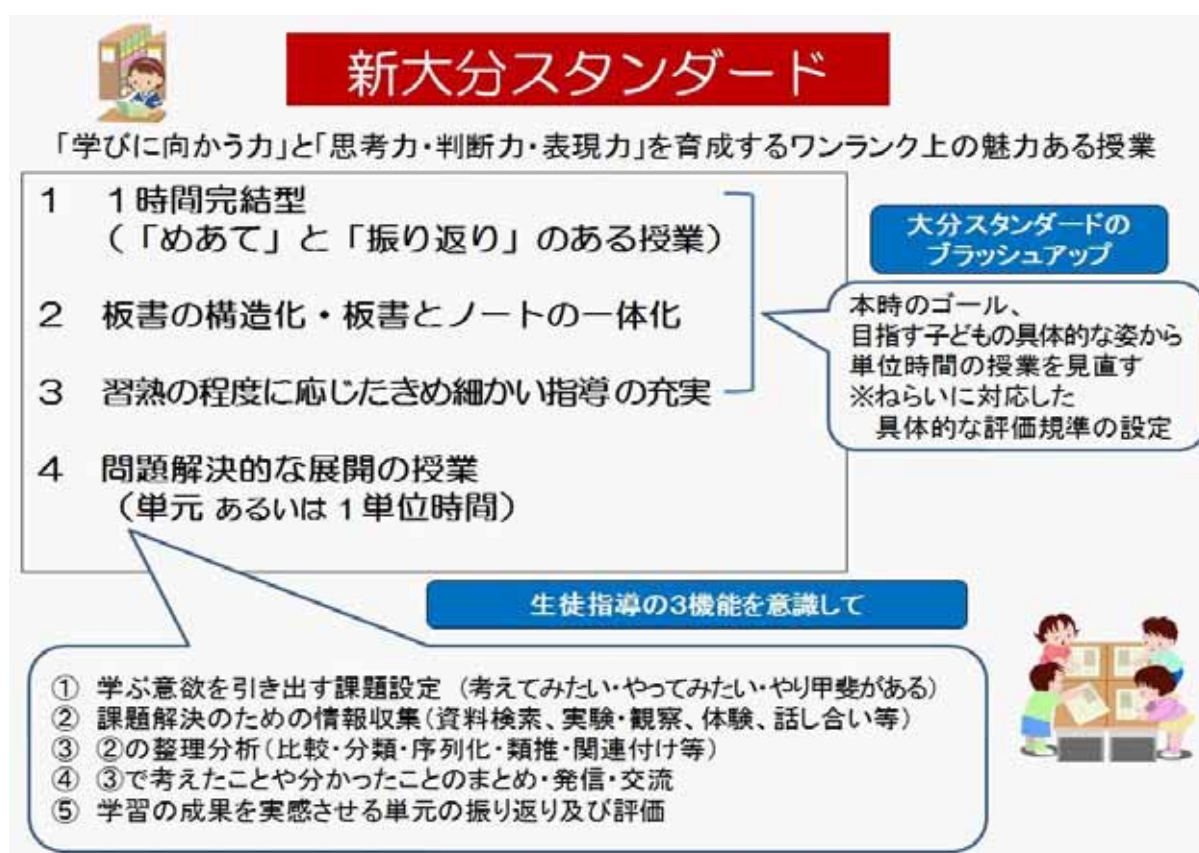 新大分スタンダード
「学びに向かう力」と「思考力・判断力・表現力」を育成するワンランク上の魅力ある授業
1 1時間完結型
(「めあて」と「振り返り」のある授業)
2 板書の構造化・板書とノートの一体化
3 習熟の程度に応じたきめ細かい指導の充実
4 問題解決的な展開の授業
(単元 あるいは 1単位時間)
大分スタンダードの
ブラッシュアップ
本時のゴール、
目指す子どもの具体的な姿から
単位時間の授業を見直す
※ねらいに対応した
具体的な評価規準の設定
生徒指導の3機能を意識して
① 学ぶ意欲を引き出す課題設定 (考えてみたい・やってみたい・やり甲斐がある)
② 課題解決のための情報収集(資料検索、実験・観察、体験、話し合い等)
③ ②の整理分析(比較・分類・序列化・類推・関連付け等)
④ ③で考えたことや分かったことのまとめ・発信・交流
⑤ 学習の成果を実感させる単元の振り返り及び評価